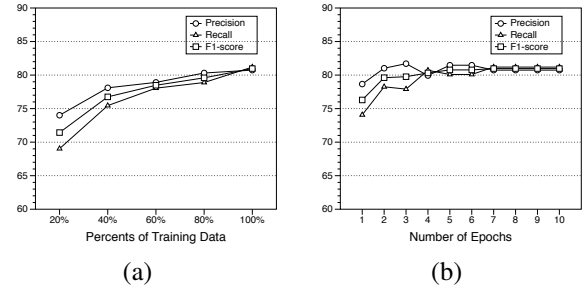 90
85
80
75
70
65
60
Precision
Recall
F1-score
20% 40% 60% 80% 100%
Percents of Training Data
(a)
90
85
80
75
70
65
60
Precision
Recall
F1-score
1 2 3 4 5 6 7 8 9 10
Number of Epochs
(b)